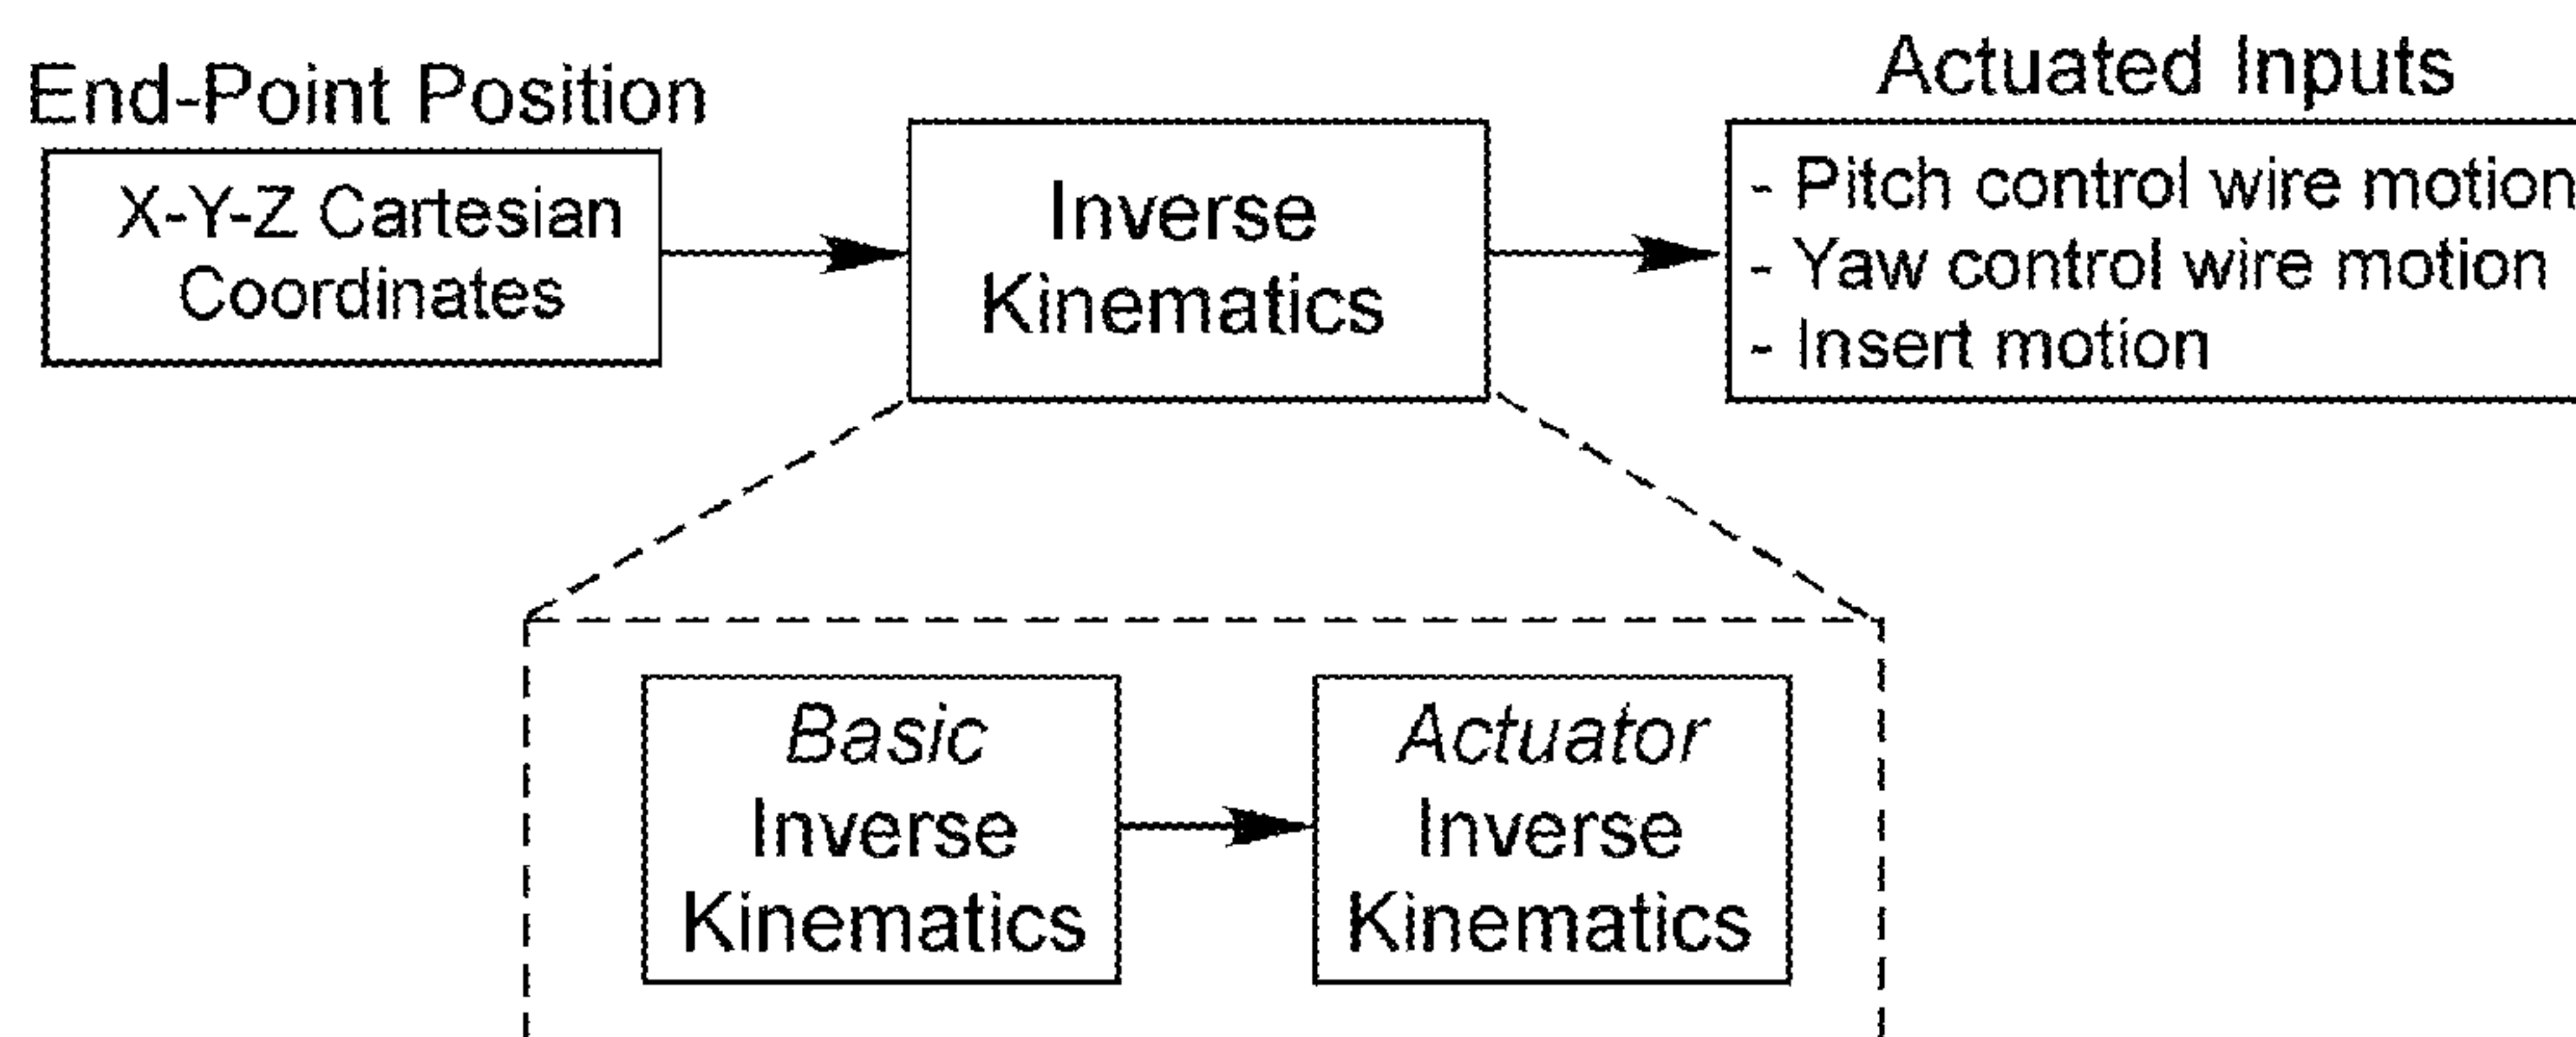 End-Point Position
X-Y-Z Cartesian
Coordinates
Inverse
Kinematics
Actuated Inputs
- Pitch control wire motion
- Yaw control wire motion
- Insert motion
Basic
Inverse
Kinematics
Actuator
Inverse
Kinematics